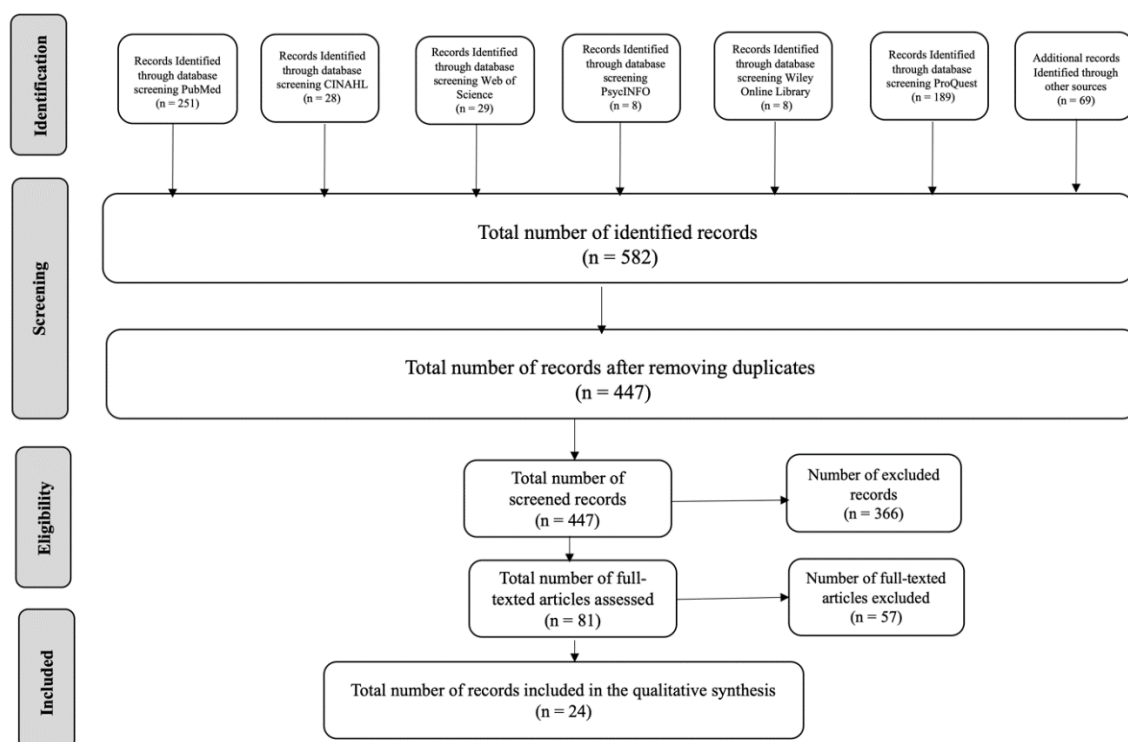 Identification
Records Identified
through database
screening PubMed
(n = 251)
Records Identified
through database
screening CINAHL
(n = 28)
Records Identified
through database
screening Web of
Science
(n = 29)
Records Identified
through database
screening
PsycINFO
(n = 8)
Records Identified
through database
screening Wiley
Online Library
(n = 8)
Records Identified
through database
screening ProQuest
(n = 189)
Additional records
Identified through
other sources
(n = 69)
Screening
Total number of identified records
(n = 582)
Total number of records after removing duplicates
(n = 447)
Eligibility
Total number of
screened records
(n = 447)
Number of excluded
records
(n = 366)
Total number of full-
texted articles assessed
(n = 81)
Number of full-texted
articles excluded
(n = 57)
Included
Total number of records included in the qualitative synthesis
(n = 24)